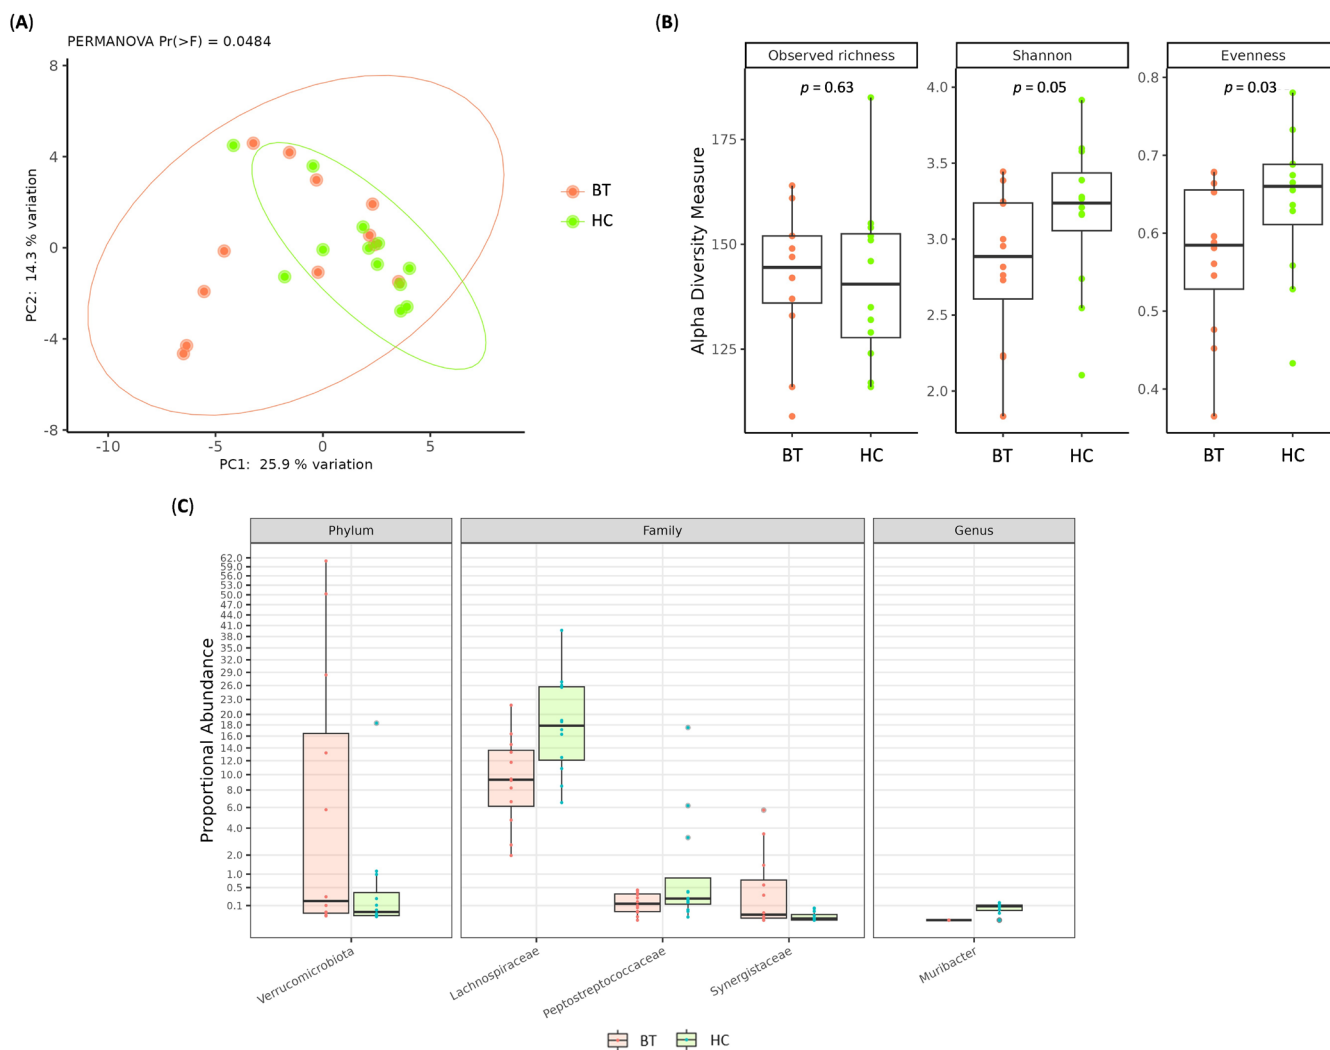 (A)
PERMANOVA Pr(>F) = 0.0484
8
4
0
-4
-8
PC2: 14.3 % variation
-10
-5
0
5
PC1: 25.9 % variation
BT
HC
(B)
Observed richness
Shannon
Evenness
p = 0.63
p = 0.05
p = 0.03
Alpha Diversity Measure
175
150
125
4.0
3.5
3.0
2.5
2.0
0.8
0.7
0.6
0.5
0.4
BT
HC
BT
HC
BT
HC
(C)
Phylum
Family
Genus
Proportional Abundance
62.0
59.0
56.0
53.0
50.0
47.0
44.0
41.0
38.0
35.0
32.0
29.0
26.0
23.0
20.0
18.0
16.0
14.0
12.0
10.0
8.0
6.0
4.0
2.0
1.0
0.5
0.1
Verrucomicrobiota
Lachnospiraceae
Peptostreptococcaceae
Synergistaceae
Muribacter
BT
HC